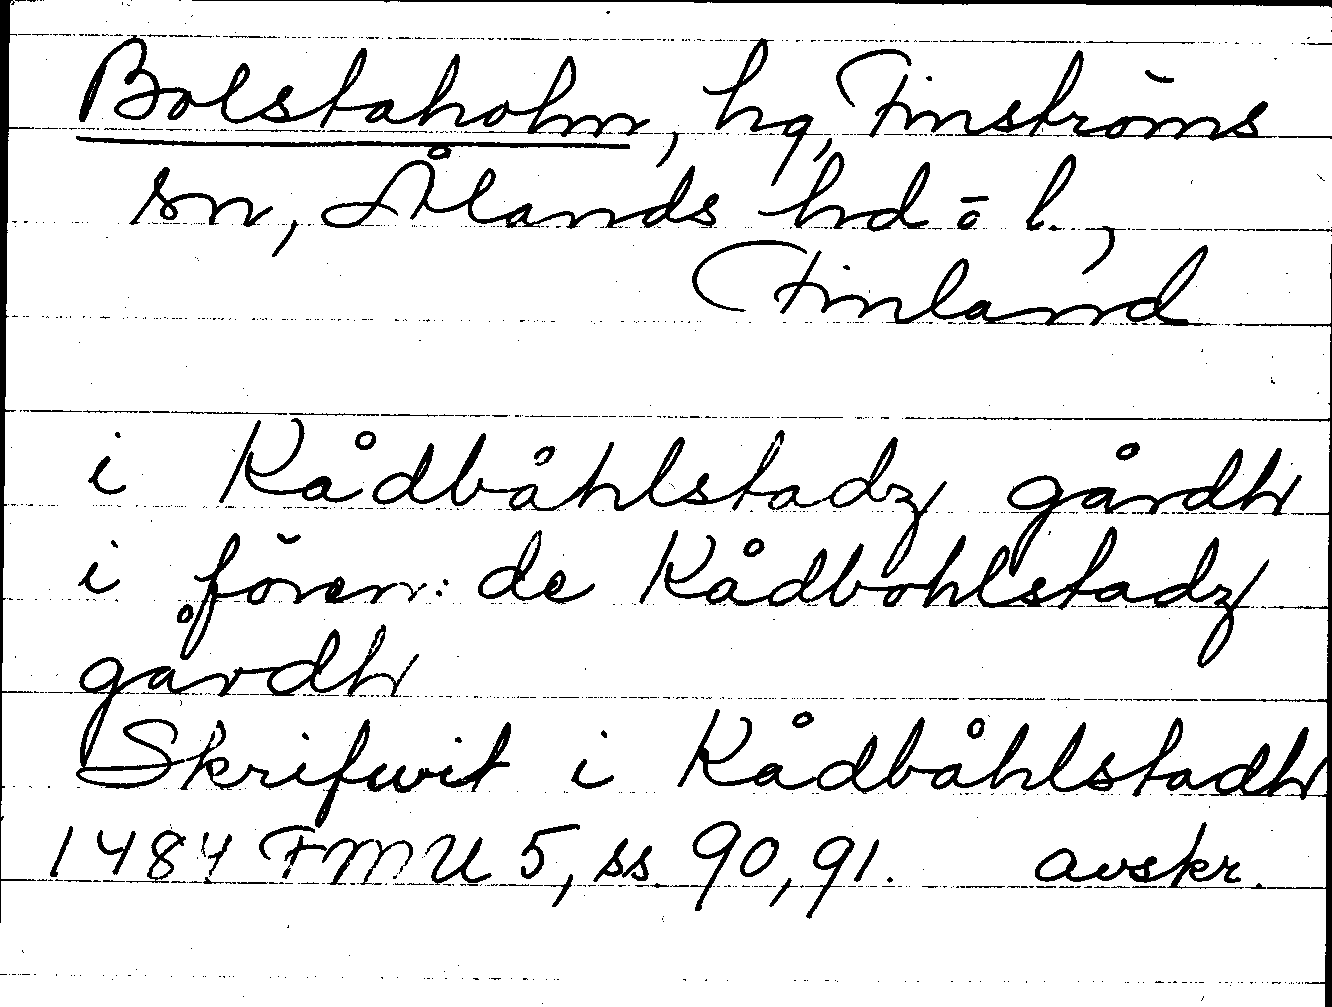 Bolstaholm, hg, Finströms
sn, Ålands hd o l.,
Finland
i Rådbåhlstadz gårdh
i fören: de Rådbohlstadz
gårdh
Skrifwit i Rådbåhlstadh
1484 FMU 5, ss. 90, 91. avskr.